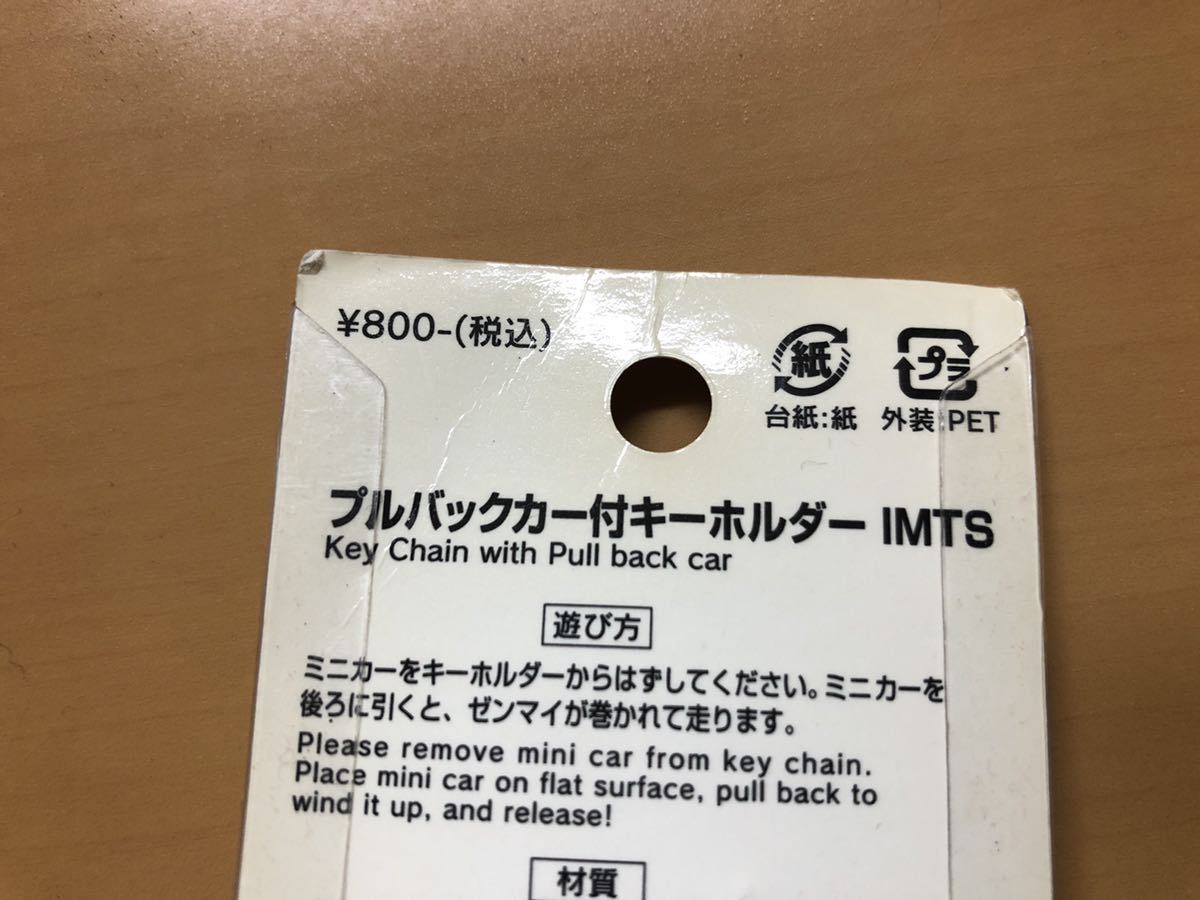 ¥800-(税込)
紙
プラ
台紙:紙
外装:PET
プルバックカー付キーホルダー IMTS
Key Chain with Pull back car
遊び方
ミニカーをキーホルダーからはずしてください。ミニカーを
後ろに引くと、ゼンマイが巻かれて走ります。
Please remove mini car from key chain.
Place mini car on flat surface, pull back to
wind it up, and release!
材質